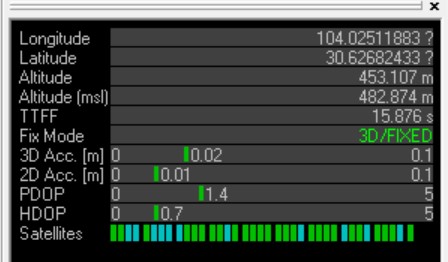 Longitude 104.02511883 ?
Latitude 30.62682433 ?
Altitude 453.107 m
Altitude (msl) 482.874 m
TTFF 15.876 s
Fix Mode 3D/FIXED
3D Acc. [m] 0 0.02 0.1
2D Acc. [m] 0 0.01 0.1
PDOP 0 1.4 5
HDOP 0 0.7 5
Satellites